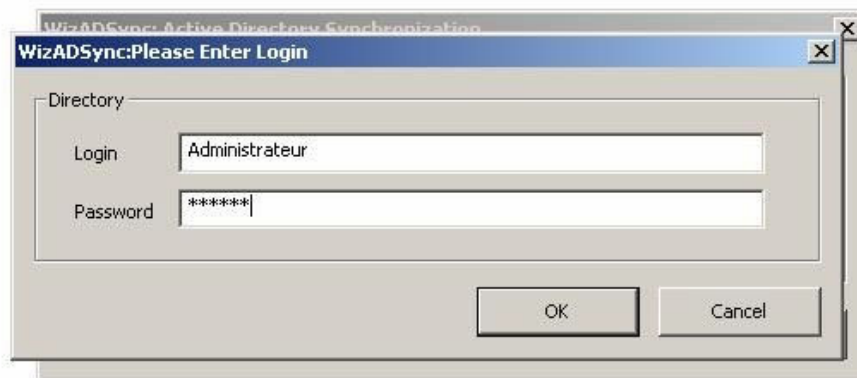 WizADSync: Active Directory Synchronization
WizADSync:Please Enter Login
Directory
Login
Administrateur
Password
******
OK
Cancel